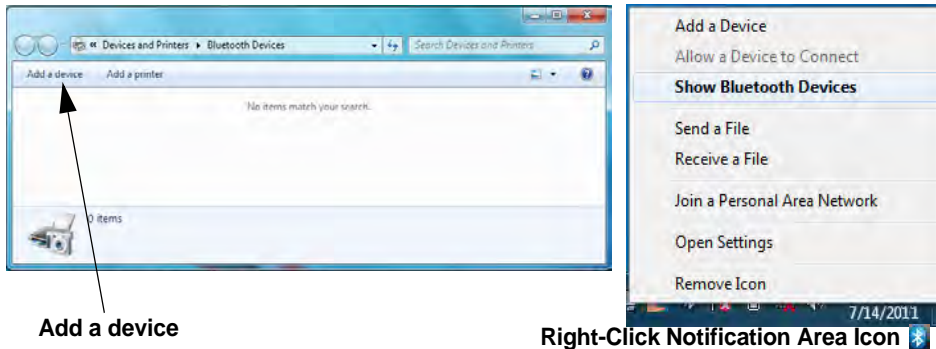 « Devices and Printers ▸ Bluetooth Devices
Search Devices and Printers
Add a device Add a printer
No items match your search.
0 items
Add a device
Add a Device
Allow a Device to Connect
Show Bluetooth Devices
Send a File
Receive a File
Join a Personal Area Network
Open Settings
Remove Icon
7/14/2011
Right-Click Notification Area Icon